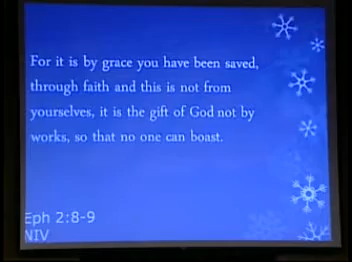 For it is by grace you have been saved,
through faith and this is not from
yourselves, it is the gift of God not by
works, so that no one can boast.
Eph 2:8-9
NIV